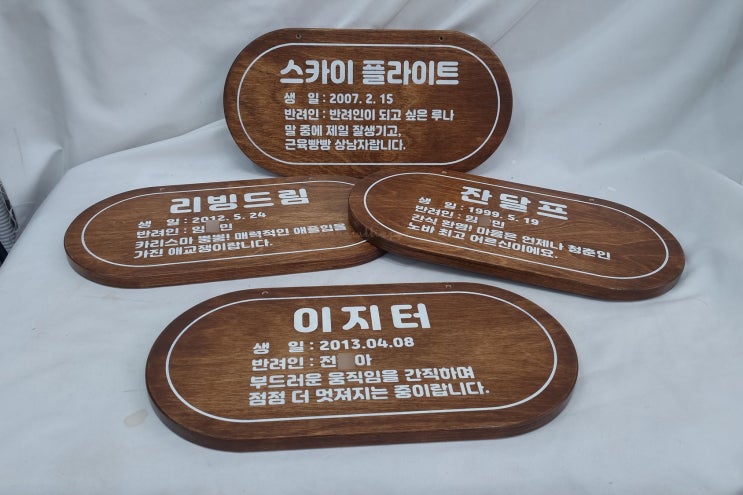 스카이 플라이트
생 일 : 2007. 2. 15
반려인 : 반려인이 되고 싶은 루나
말 중에 제일 잘생기고,
근육빵빵 상남자랍니다.
리빙드림
생 일 : 2012. 5. 24
반려인 : 임 민
카리스마 뿜뿜! 매력적인 애플힙을
가진 애교쟁이랍니다.
잔달프
생 일 : 1999. 5. 19
반려인 : 임 민
간식 환영! 마음은 언제나 청춘인
노비 최고 어르신이에요.
이지터
생 일 : 2013.04.08
반려인 : 전 아
부드러운 움직임을 간직하며
점점 더 멋져지는 중이랍니다.